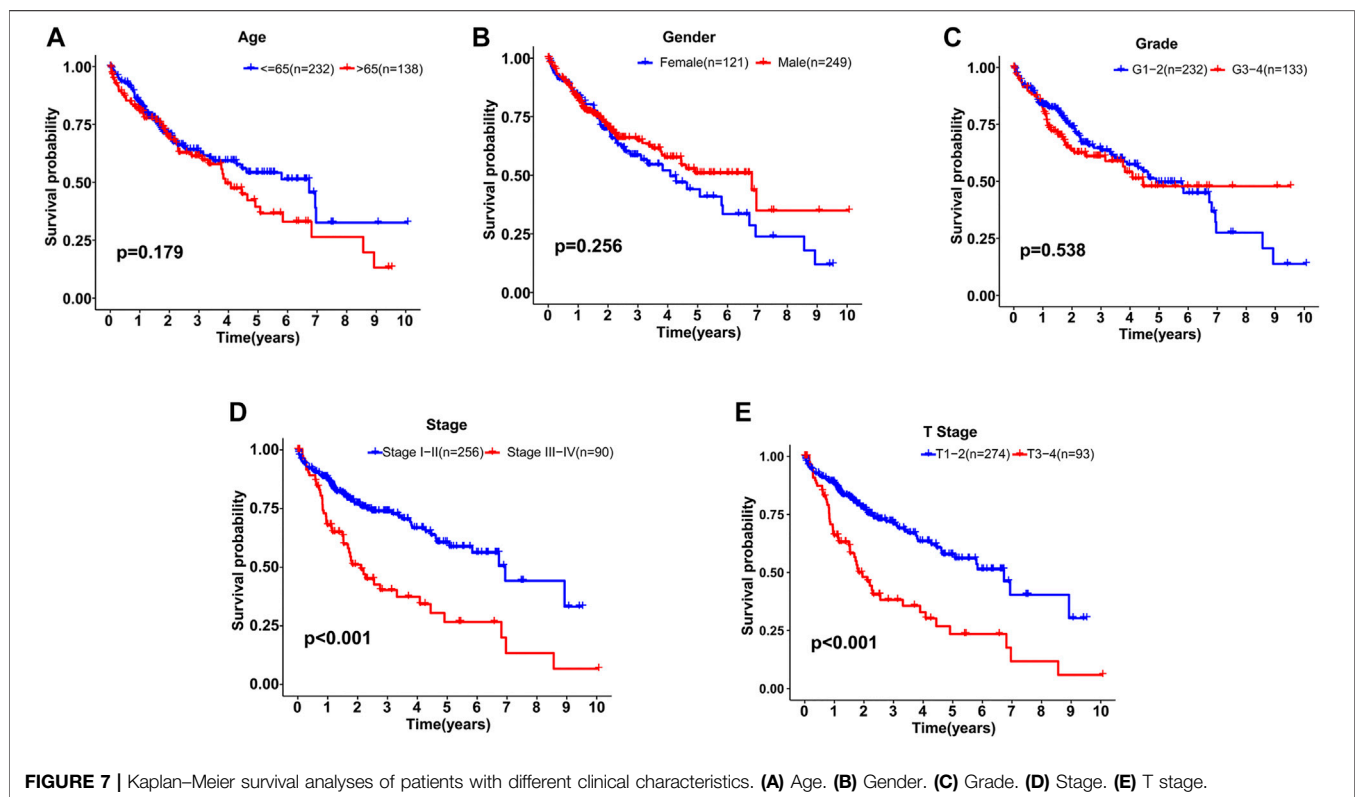 A
Age
<=65(n=232) >65(n=138)
Survival probability
1.00
0.75
0.50
0.25
0.00
p=0.179
0 1 2 3 4 5 6 7 8 9 10
Time(years)
B
Gender
Female(n=121) Male(n=249)
Survival probability
1.00
0.75
0.50
0.25
0.00
p=0.256
0 1 2 3 4 5 6 7 8 9 10
Time(years)
C
Grade
G1−2(n=232) G3−4(n=133)
Survival probability
1.00
0.75
0.50
0.25
0.00
p=0.538
0 1 2 3 4 5 6 7 8 9 10
Time(years)
D
Stage
Stage I−II(n=256) Stage III−IV(n=90)
Survival probability
1.00
0.75
0.50
0.25
0.00
p<0.001
0 1 2 3 4 5 6 7 8 9 10
Time(years)
E
T Stage
T1−2(n=274) T3−4(n=93)
Survival probability
1.00
0.75
0.50
0.25
0.00
p<0.001
0 1 2 3 4 5 6 7 8 9 10
Time(years)
FIGURE 7 | Kaplan–Meier survival analyses of patients with different clinical characteristics. (A) Age. (B) Gender. (C) Grade. (D) Stage. (E) T stage.